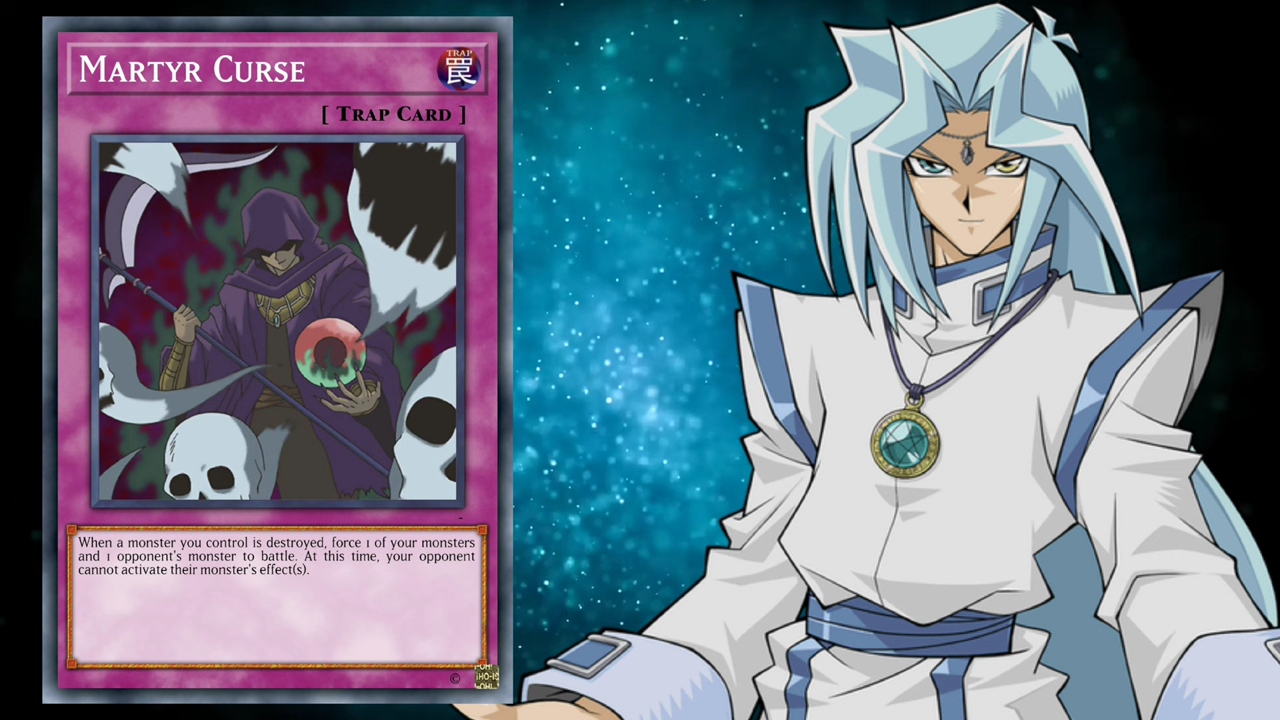 Martyr Curse
TRAP
罠
[ Trap Card ]
When a monster you control is destroyed, force 1 of your monsters
and 1 opponent's monster to battle. At this time, your opponent
cannot activate their monster's effect(s).
©